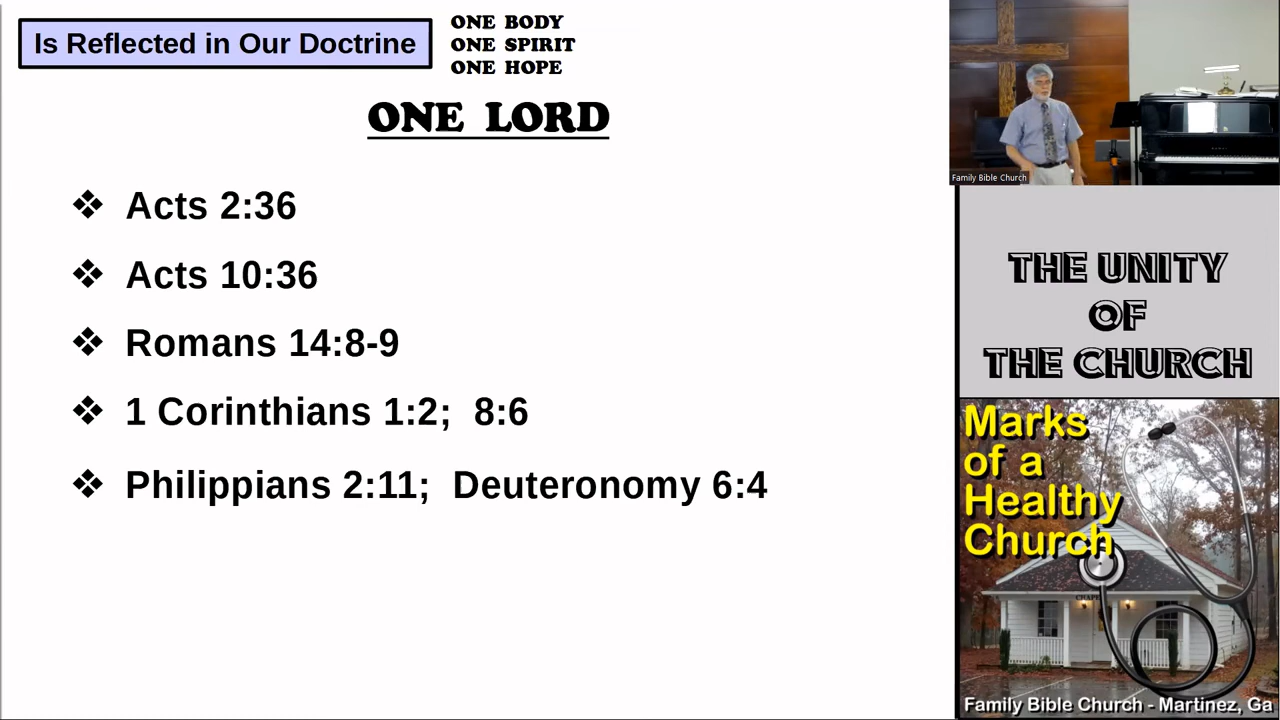 Is Reflected in Our Doctrine
ONE BODY
ONE SPIRIT
ONE HOPE
ONE LORD
❖ Acts 2:36
❖ Acts 10:36
❖ Romans 14:8-9
❖ 1 Corinthians 1:2; 8:6
❖ Philippians 2:11; Deuteronomy 6:4
Family Bible Church
THE UNITY
OF
THE CHURCH
Marks
of a
Healthy
Church
Family Bible Church - Martinez, Ga